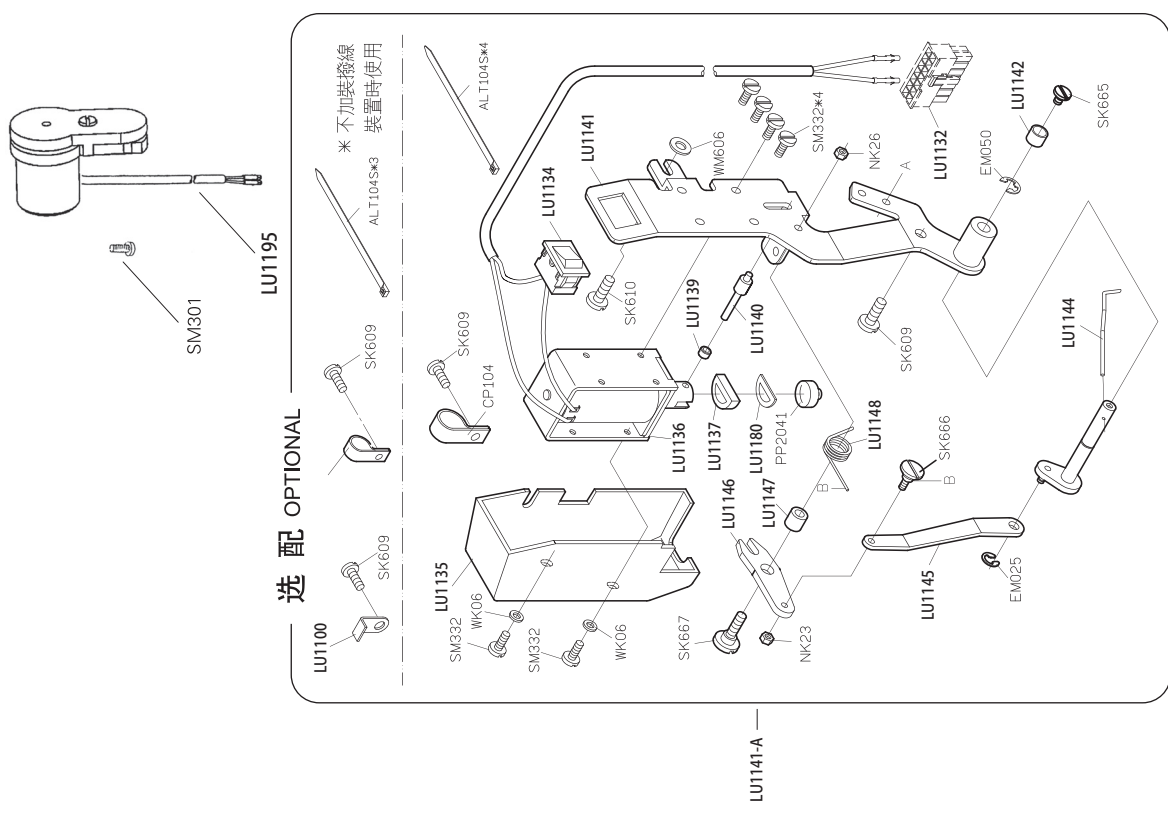 选 配 OPTIONAL
* 不加裝撥線
裝置時使用
SM301
LU1195
ALT104S*3
ALT104S*4
SK609
SK609
SK609
LU1100
CP104
LU1141
LU1134
WM606
SM332*4
NK26
LU1132
EM050
LU1142
SK665
A
SK610
LU1139
LU1140
SK609
LU1144
LU1135
LU1136
LU1137
LU1180
PP2041
LU1148
B
SK666
B
WK06
SM332
SM332
WK06
LU1146
LU1147
SK667
NK23
LU1145
EM025
LU1141-A